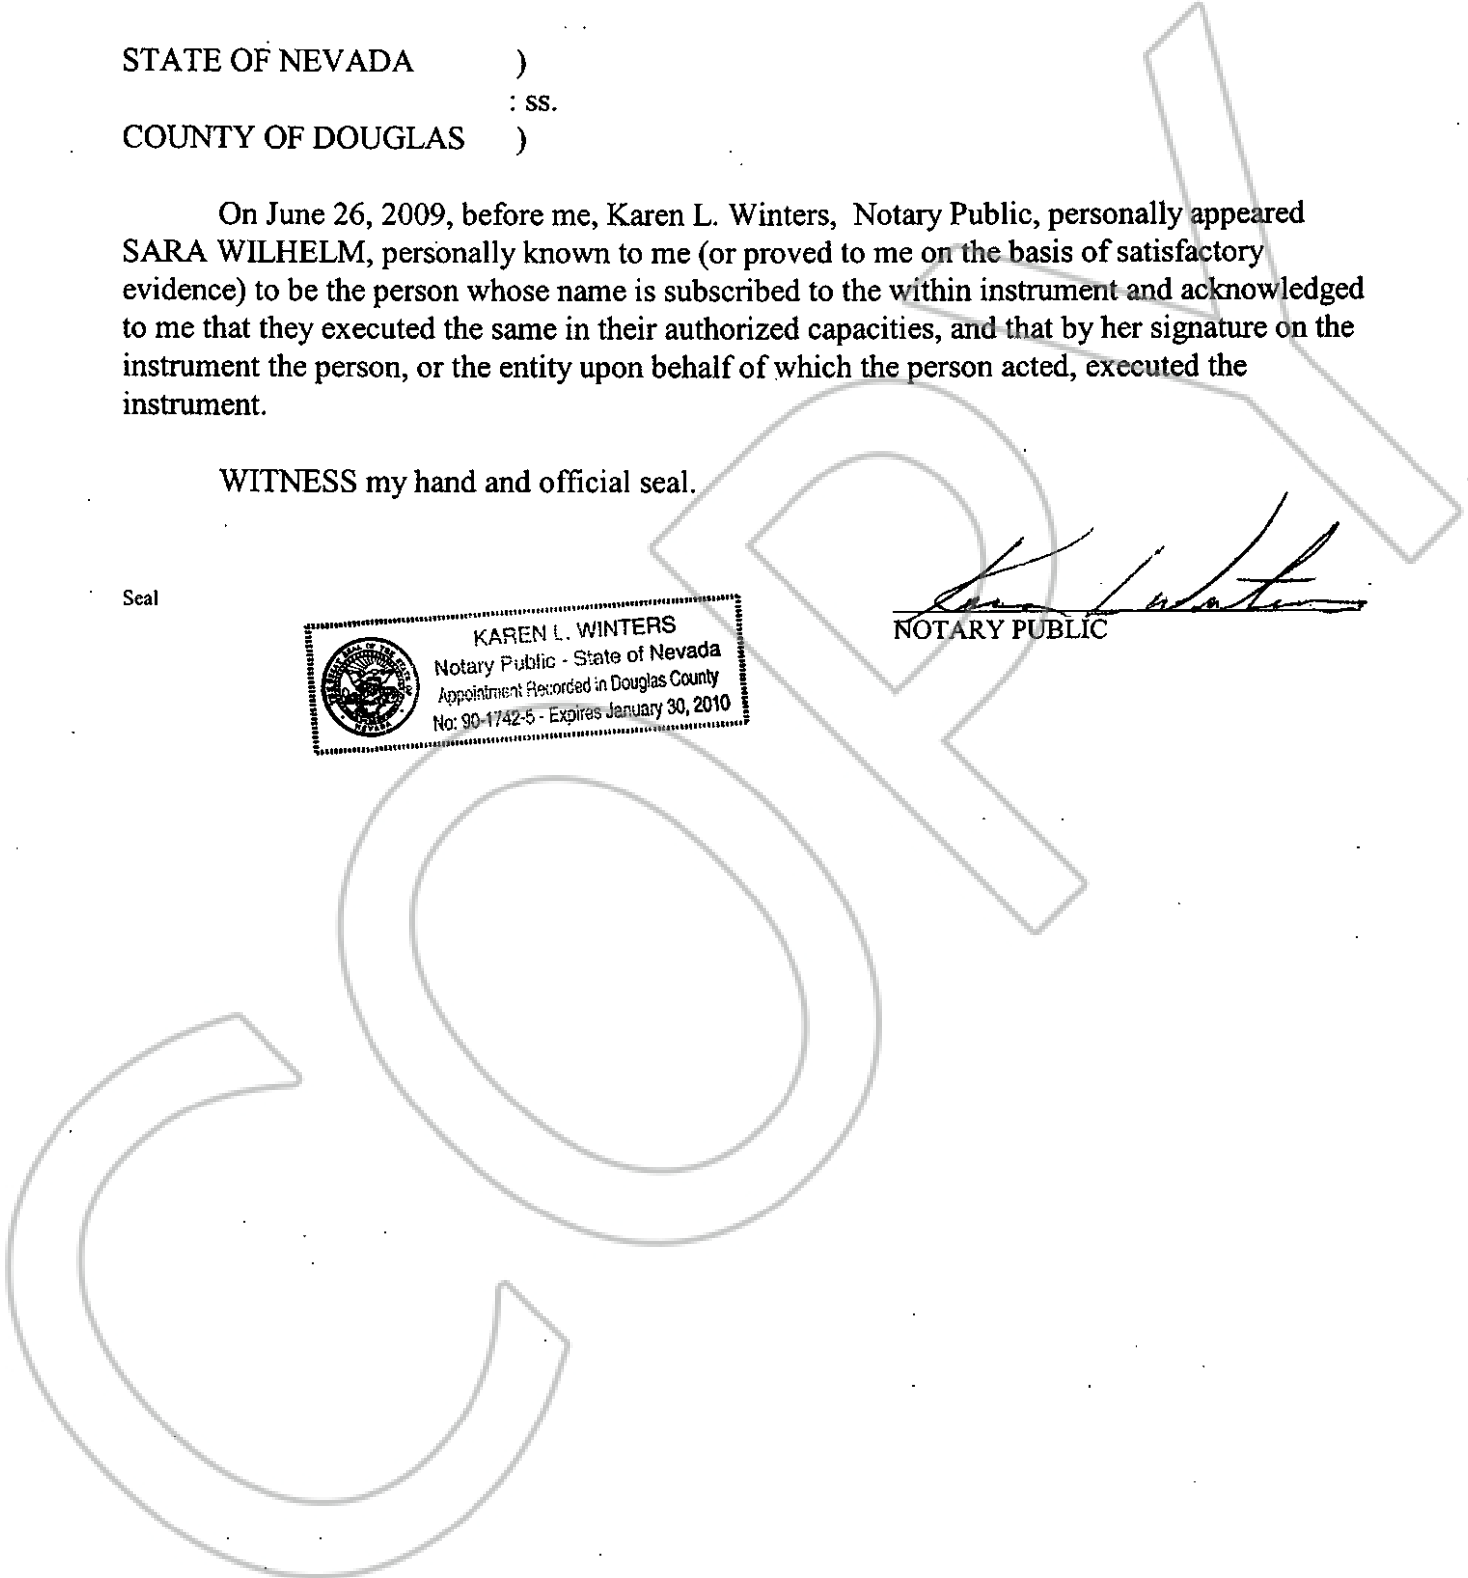 STATE OF NEVADA )
: ss.
COUNTY OF DOUGLAS )
On June 26, 2009, before me, Karen L. Winters, Notary Public, personally appeared
SARA WILHELM, personally known to me (or proved to me on the basis of satisfactory
evidence) to be the person whose name is subscribed to the within instrument and acknowledged
to me that they executed the same in their authorized capacities, and that by her signature on the
instrument the person, or the entity upon behalf of which the person acted, executed the
instrument.
WITNESS my hand and official seal.
Seal
KAREN L. WINTERS
Notary Public - State of Nevada
Appointment Recorded in Douglas County
No: 90-1742-5 - Expires January 30, 2010
NOTARY PUBLIC
COPY